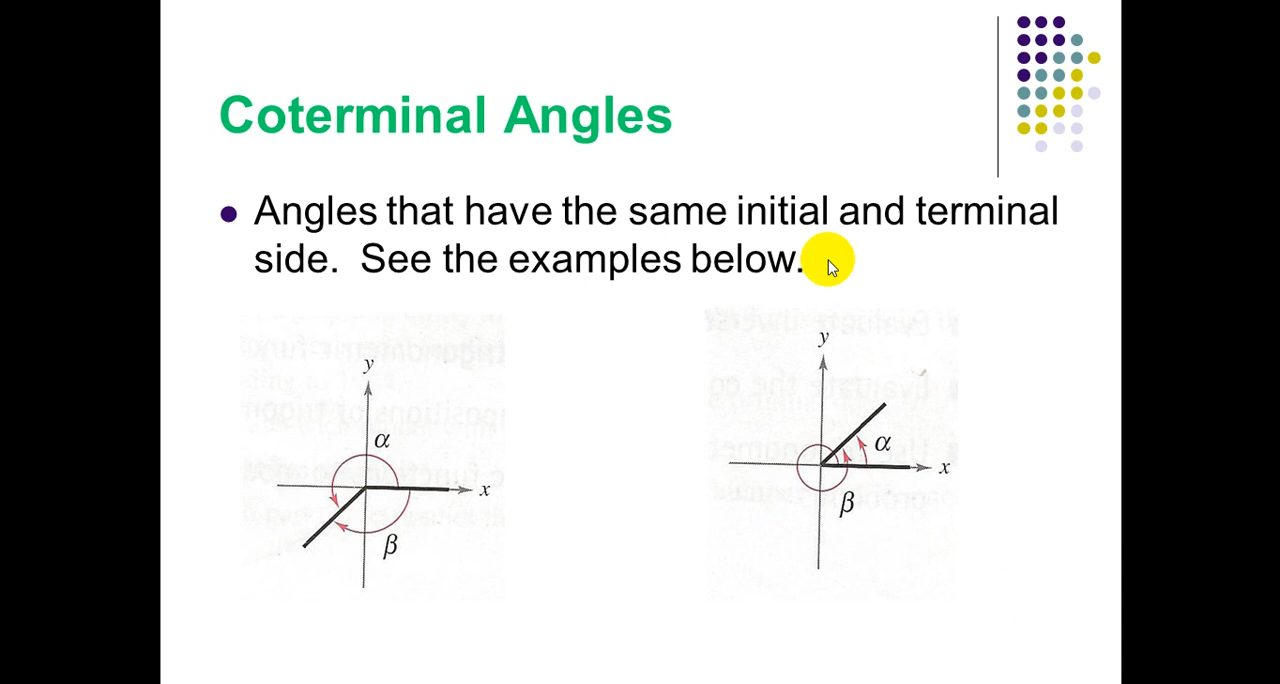 Coterminal Angles
Angles that have the same initial and terminal
side. See the examples below.
y
α
x
β
y
α
x
β